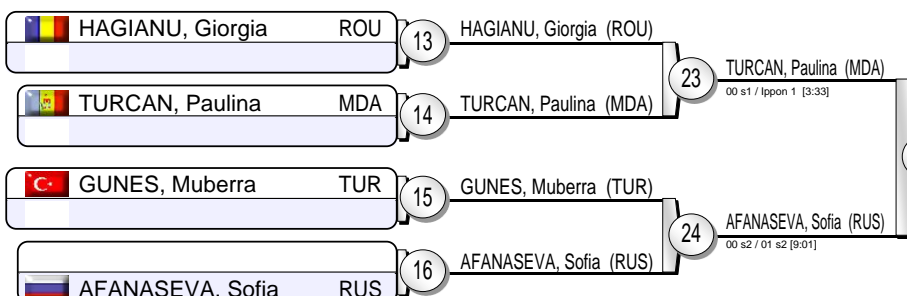 HAGIANU, Giorgia ROU
13
HAGIANU, Giorgia (ROU)
TURCAN, Paulina MDA
14
TURCAN, Paulina (MDA)
23
TURCAN, Paulina (MDA)
00 s1 / Ippon 1 [3:33]
GUNES, Muberra TUR
15
GUNES, Muberra (TUR)
AFANASEVA, Sofia RUS
16
AFANASEVA, Sofia (RUS)
24
AFANASEVA, Sofia (RUS)
00 s2 / 01 s2 [9:01]